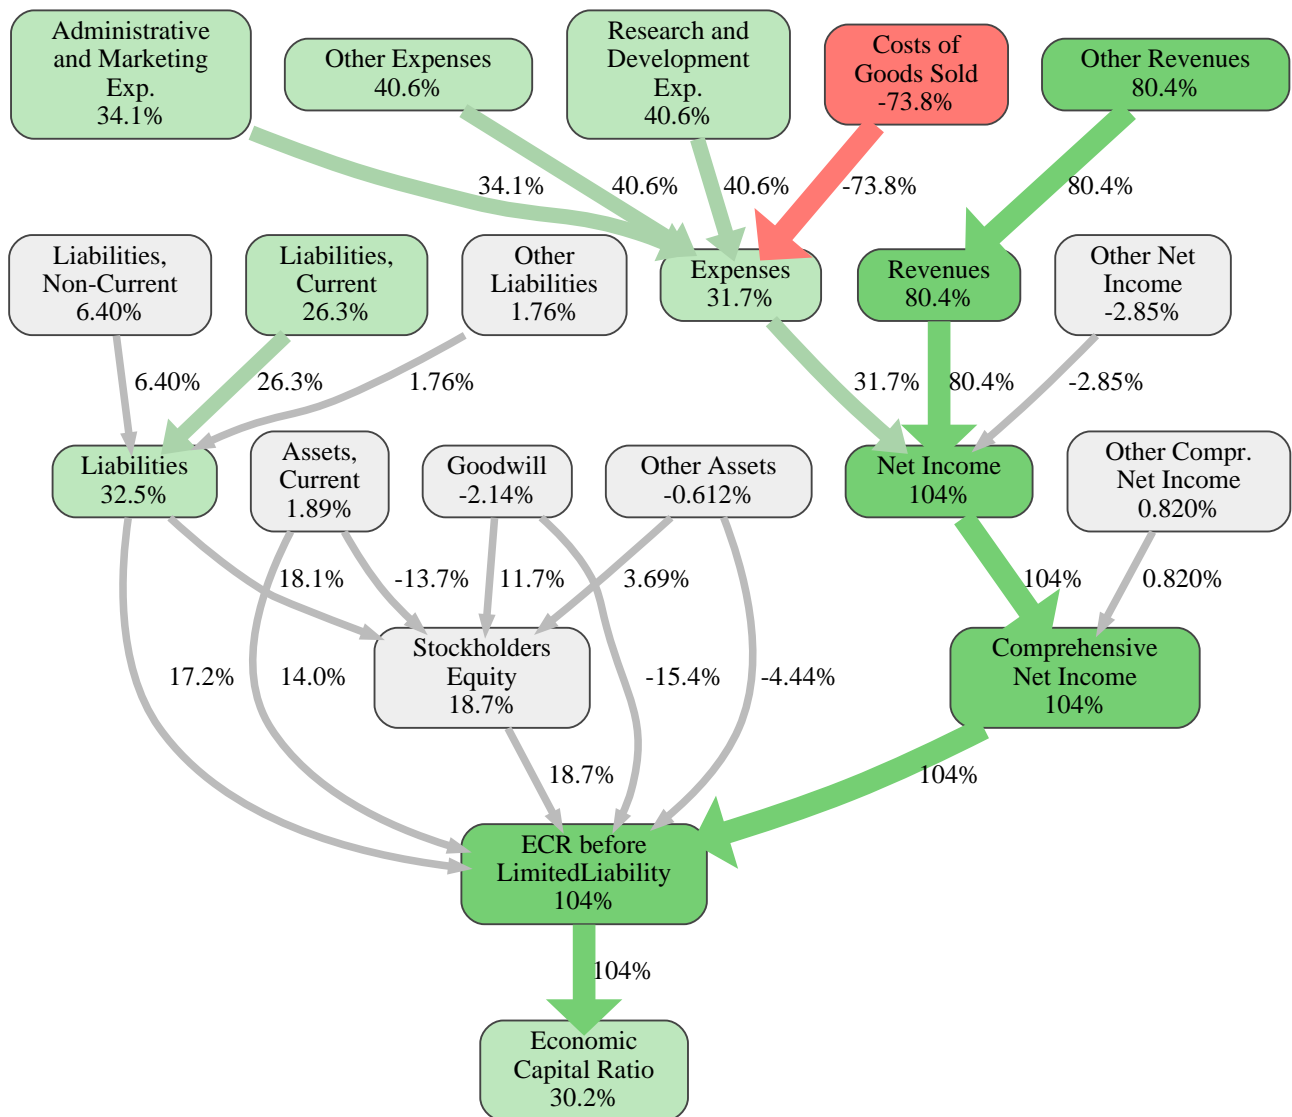 Administrative
and Marketing
Exp.
34.1%
Other Expenses
40.6%
Research and
Development
Exp.
40.6%
Costs of
Goods Sold
-73.8%
Other Revenues
80.4%
34.1%
40.6%
40.6%
-73.8%
80.4%
Liabilities,
Non-Current
6.40%
Liabilities,
Current
26.3%
Other
Liabilities
1.76%
Expenses
31.7%
Revenues
80.4%
Other Net
Income
-2.85%
6.40%
26.3%
1.76%
31.7%
80.4%
-2.85%
Liabilities
32.5%
Assets,
Current
1.89%
Goodwill
-2.14%
Other Assets
-0.612%
Net Income
104%
Other Compr.
Net Income
0.820%
18.1%
-13.7%
11.7%
3.69%
104%
0.820%
Stockholders
Equity
18.7%
Comprehensive
Net Income
104%
17.2%
14.0%
-15.4%
-4.44%
18.7%
104%
ECR before
LimitedLiability
104%
104%
Economic
Capital Ratio
30.2%